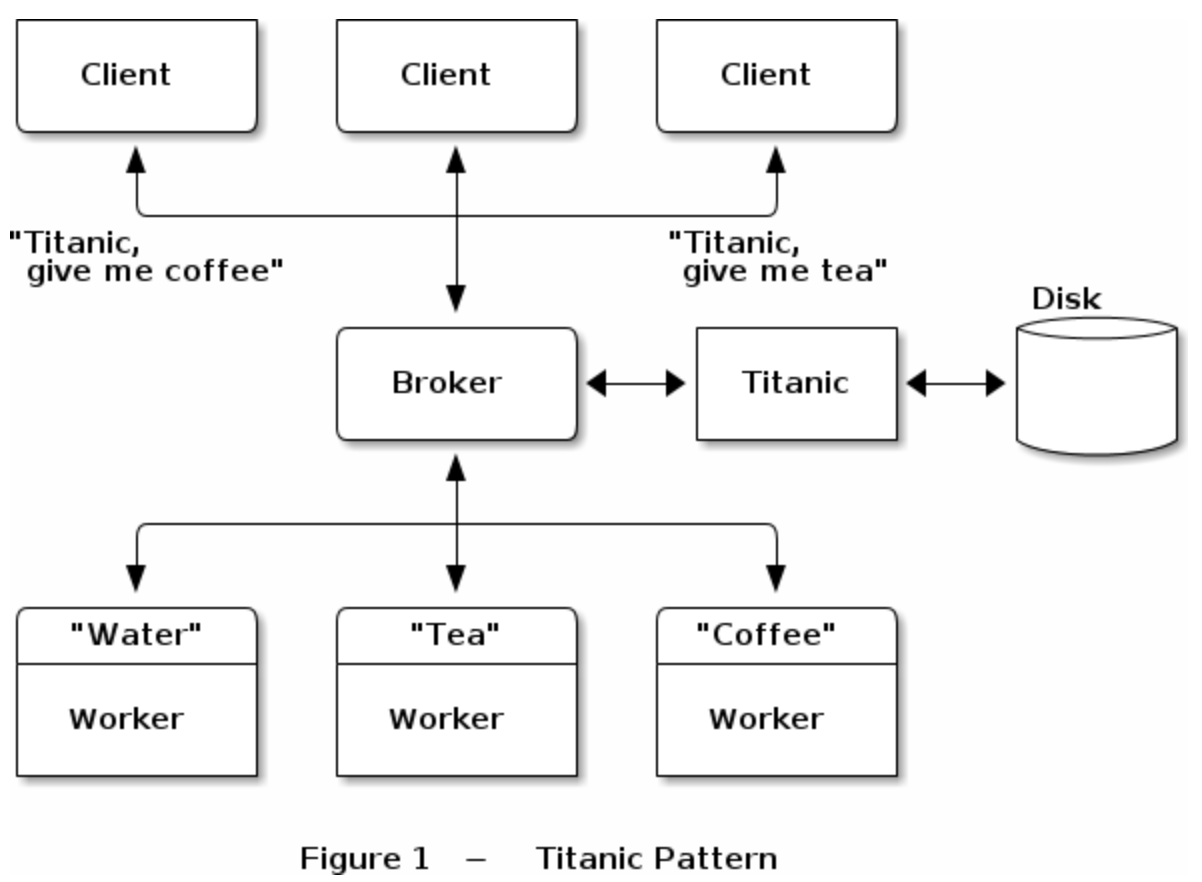 Client
Client
Client
"Titanic,
give me coffee"
"Titanic,
give me tea"
Disk
Broker
Titanic
"Water"
"Tea"
"Coffee"
Worker
Worker
Worker
Figure 1 – Titanic Pattern